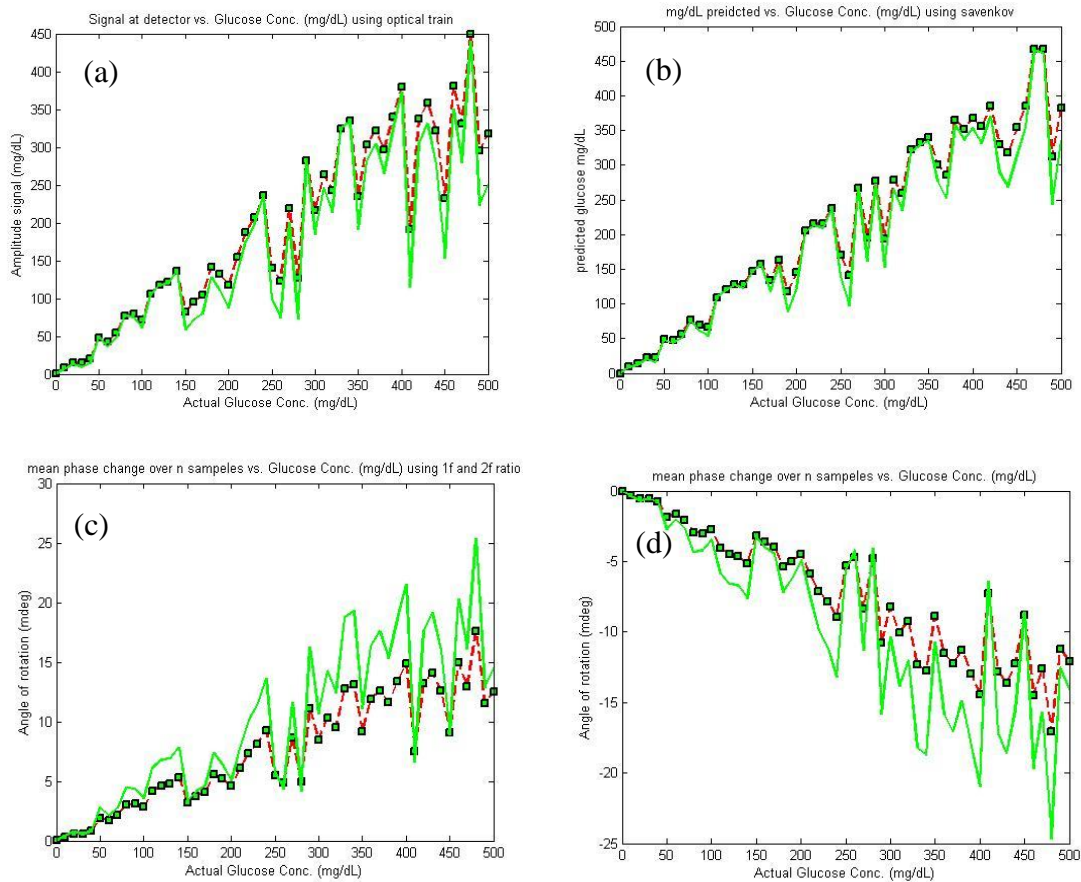 Signal at detector vs. Glucose Conc. (mg/dL) using optical train
(a)
Amplitude signal (mg/dL)
450
400
350
300
250
200
150
100
50
0
0 50 100 150 200 250 300 350 400 450 500
Actual Glucose Conc. (mg/dL)
mg/dL preidcted vs. Glucose Conc. (mg/dL) using savenkov
(b)
predicted glucose mg/dL
500
450
400
350
300
250
200
150
100
50
0
0 50 100 150 200 250 300 350 400 450 500
Actual Glucose Conc. (mg/dL)
mean phase change over n sampeles vs. Glucose Conc. (mg/dL) using 1f and 2f ratio
(c)
Angle of rotation (mdeg)
30
25
20
15
10
5
0
0 50 100 150 200 250 300 350 400 450 500
Actual Glucose Conc. (mg/dL)
mean phase change over n sampeles vs. Glucose Conc. (mg/dL)
(d)
Angle of rotation (mdeg)
0
-5
-10
-15
-20
-25
0 50 100 150 200 250 300 350 400 450 500
Actual Glucose Conc. (mg/dL)